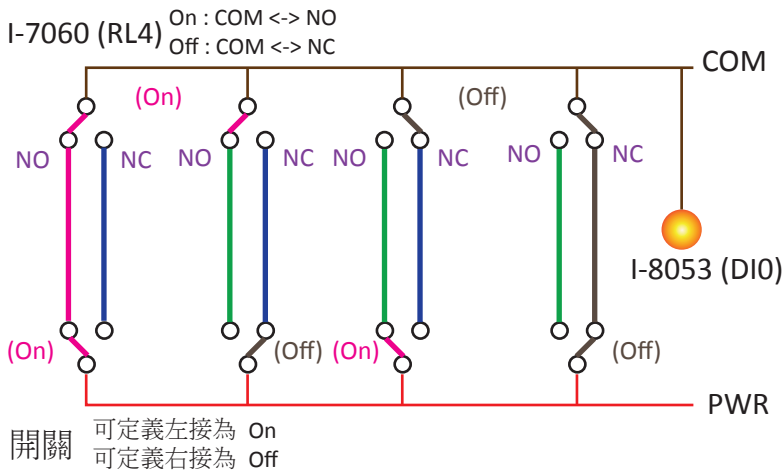 I-7060 (RL4)
On : COM <-> NO
Off : COM <-> NC
COM
(On)
(Off)
NO
NC
NO
NC
NO
NC
NO
NC
I-8053 (DI0)
(On)
(Off)
(On)
(Off)
PWR
開關
可定義左接為 On
可定義右接為 Off